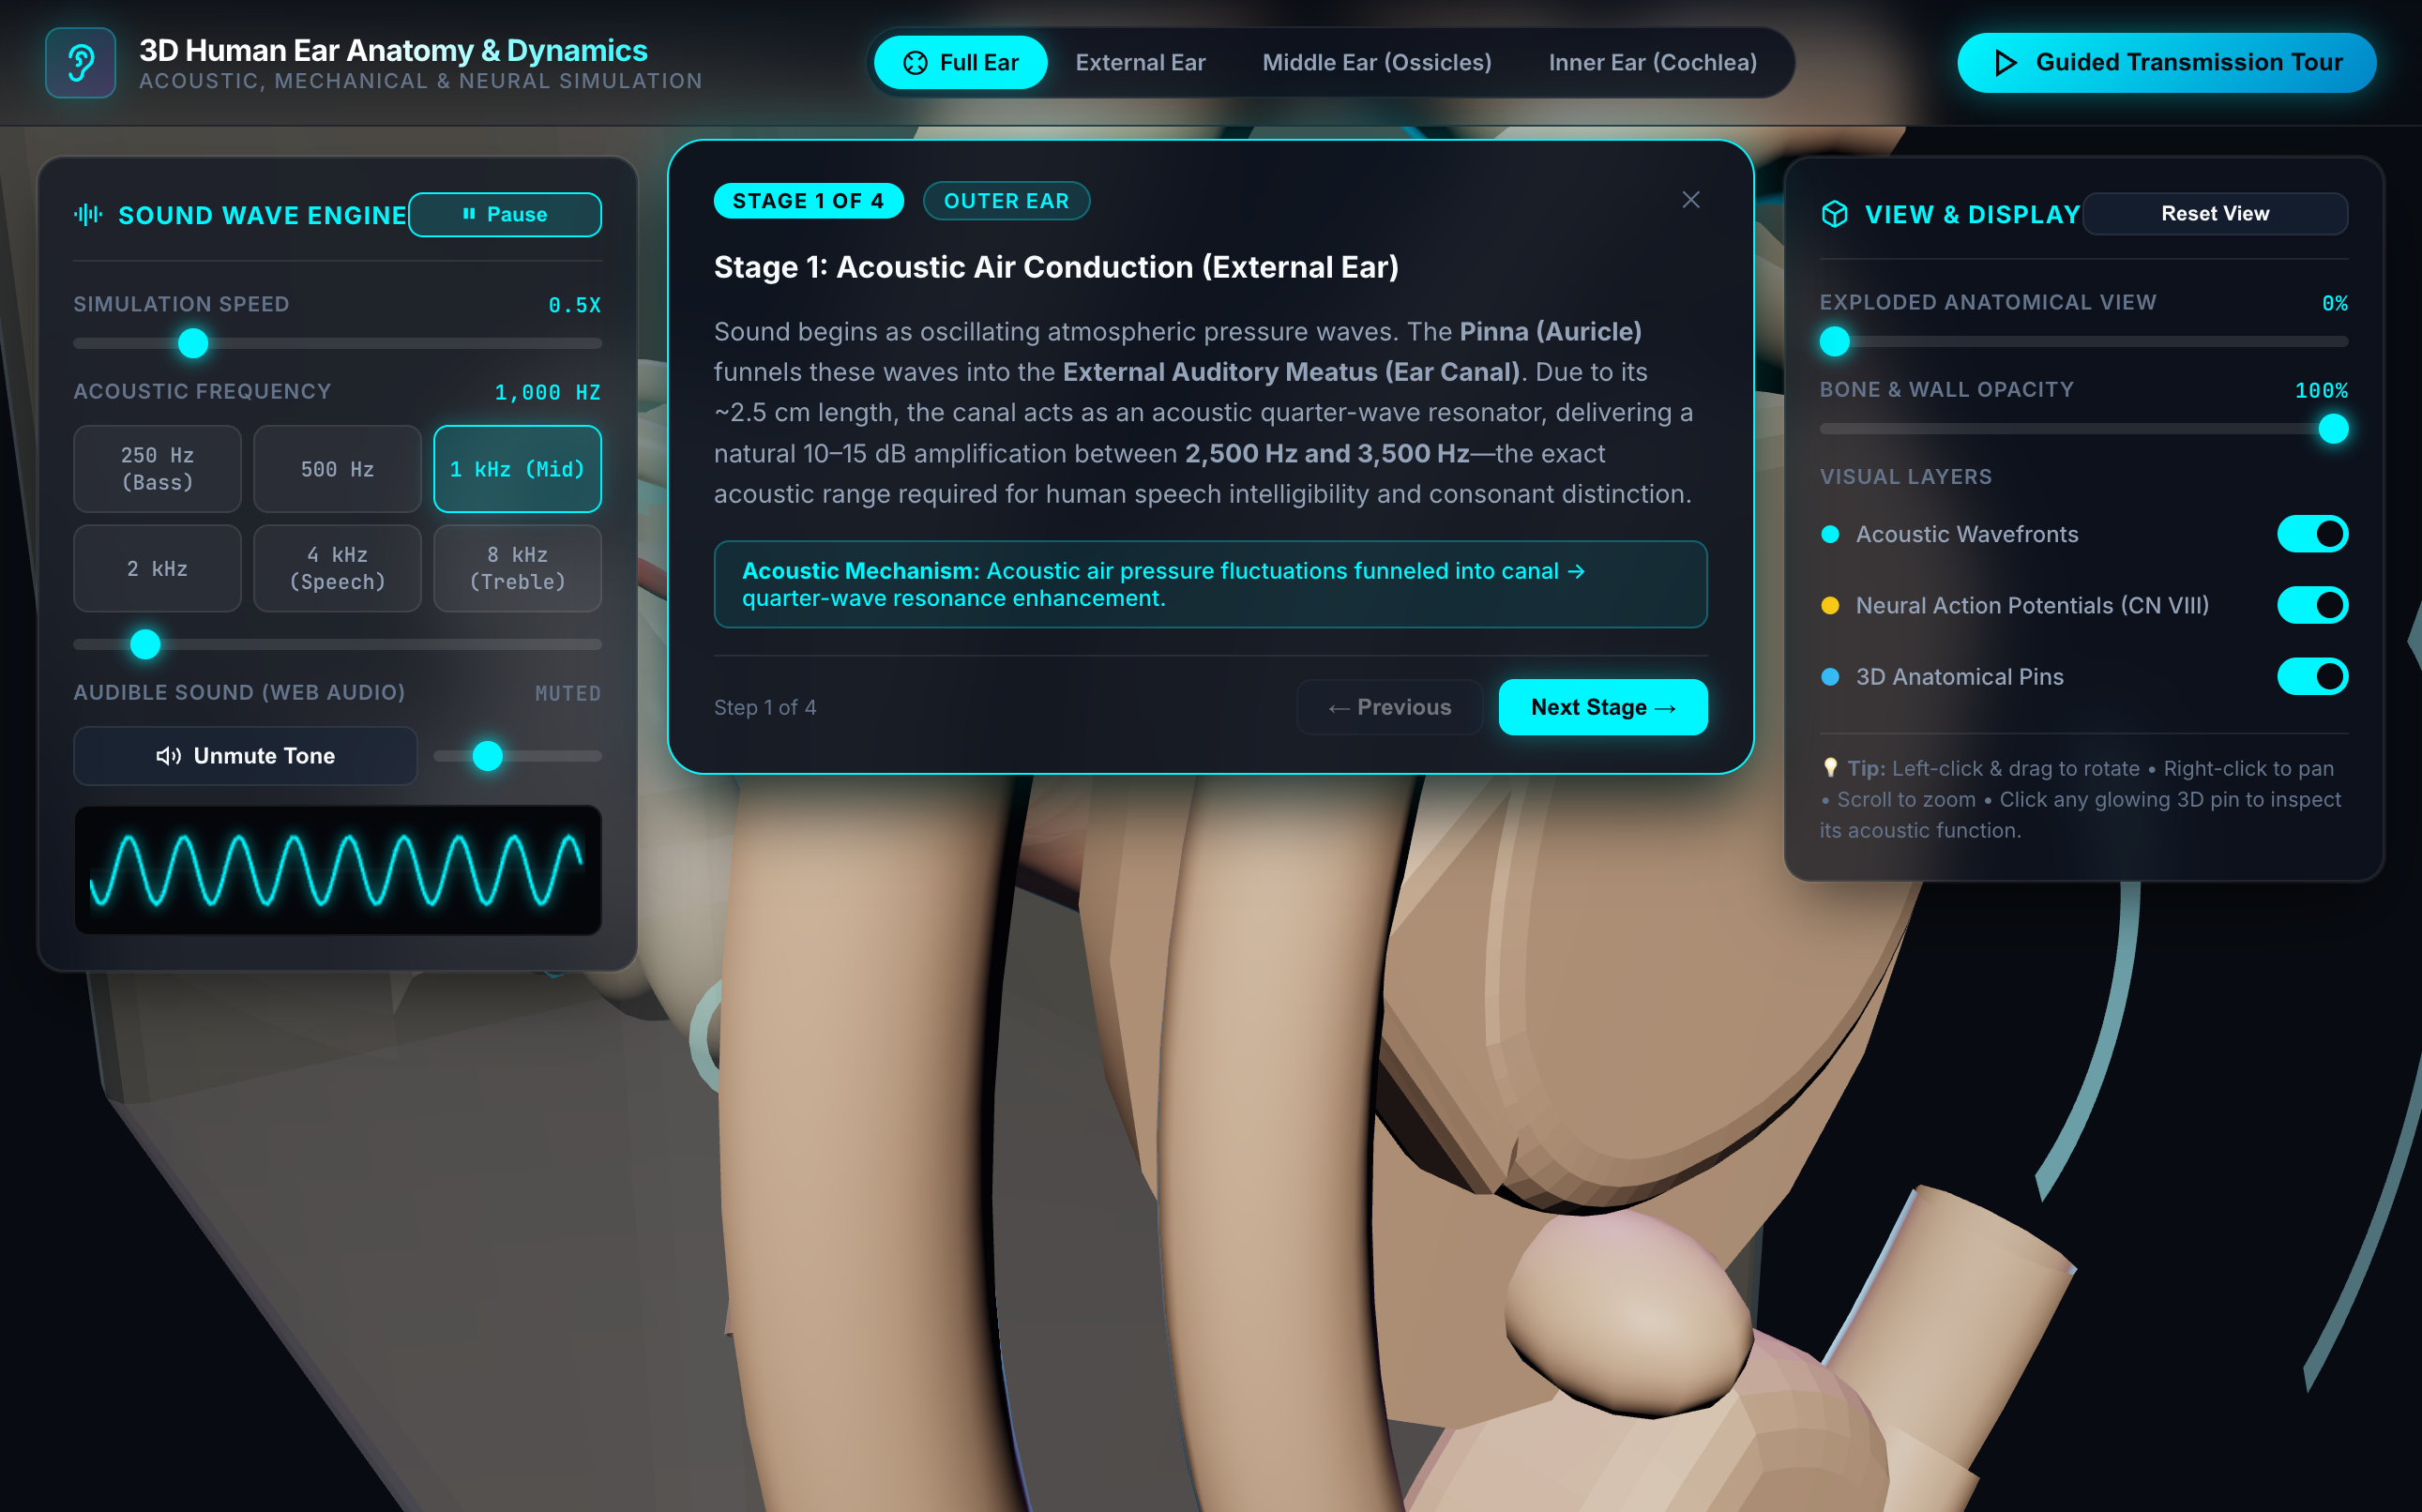 3D Human Ear Anatomy & Dynamics
ACOUSTIC, MECHANICAL & NEURAL SIMULATION
Full Ear
External Ear
Middle Ear (Ossicles)
Inner Ear (Cochlea)
Guided Transmission Tour
SOUND WAVE ENGINE
Pause
SIMULATION SPEED
0.5X
ACOUSTIC FREQUENCY
1,000 HZ
250 Hz
(Bass)
500 Hz
1 kHz (Mid)
2 kHz
4 kHz
(Speech)
8 kHz
(Treble)
AUDIBLE SOUND (WEB AUDIO)
MUTED
Unmute Tone
STAGE 1 OF 4
OUTER EAR
Stage 1: Acoustic Air Conduction (External Ear)
Sound begins as oscillating atmospheric pressure waves. The Pinna (Auricle)
funnels these waves into the External Auditory Meatus (Ear Canal). Due to its
~2.5 cm length, the canal acts as an acoustic quarter-wave resonator, delivering a
natural 10–15 dB amplification between 2,500 Hz and 3,500 Hz—the exact
acoustic range required for human speech intelligibility and consonant distinction.
Acoustic Mechanism: Acoustic air pressure fluctuations funneled into canal →
quarter-wave resonance enhancement.
Step 1 of 4
← Previous
Next Stage →
VIEW & DISPLAY
Reset View
EXPLODED ANATOMICAL VIEW
0%
BONE & WALL OPACITY
100%
VISUAL LAYERS
Acoustic Wavefronts
Neural Action Potentials (CN VIII)
3D Anatomical Pins
💡 Tip: Left-click & drag to rotate • Right-click to pan
• Scroll to zoom • Click any glowing 3D pin to inspect
its acoustic function.